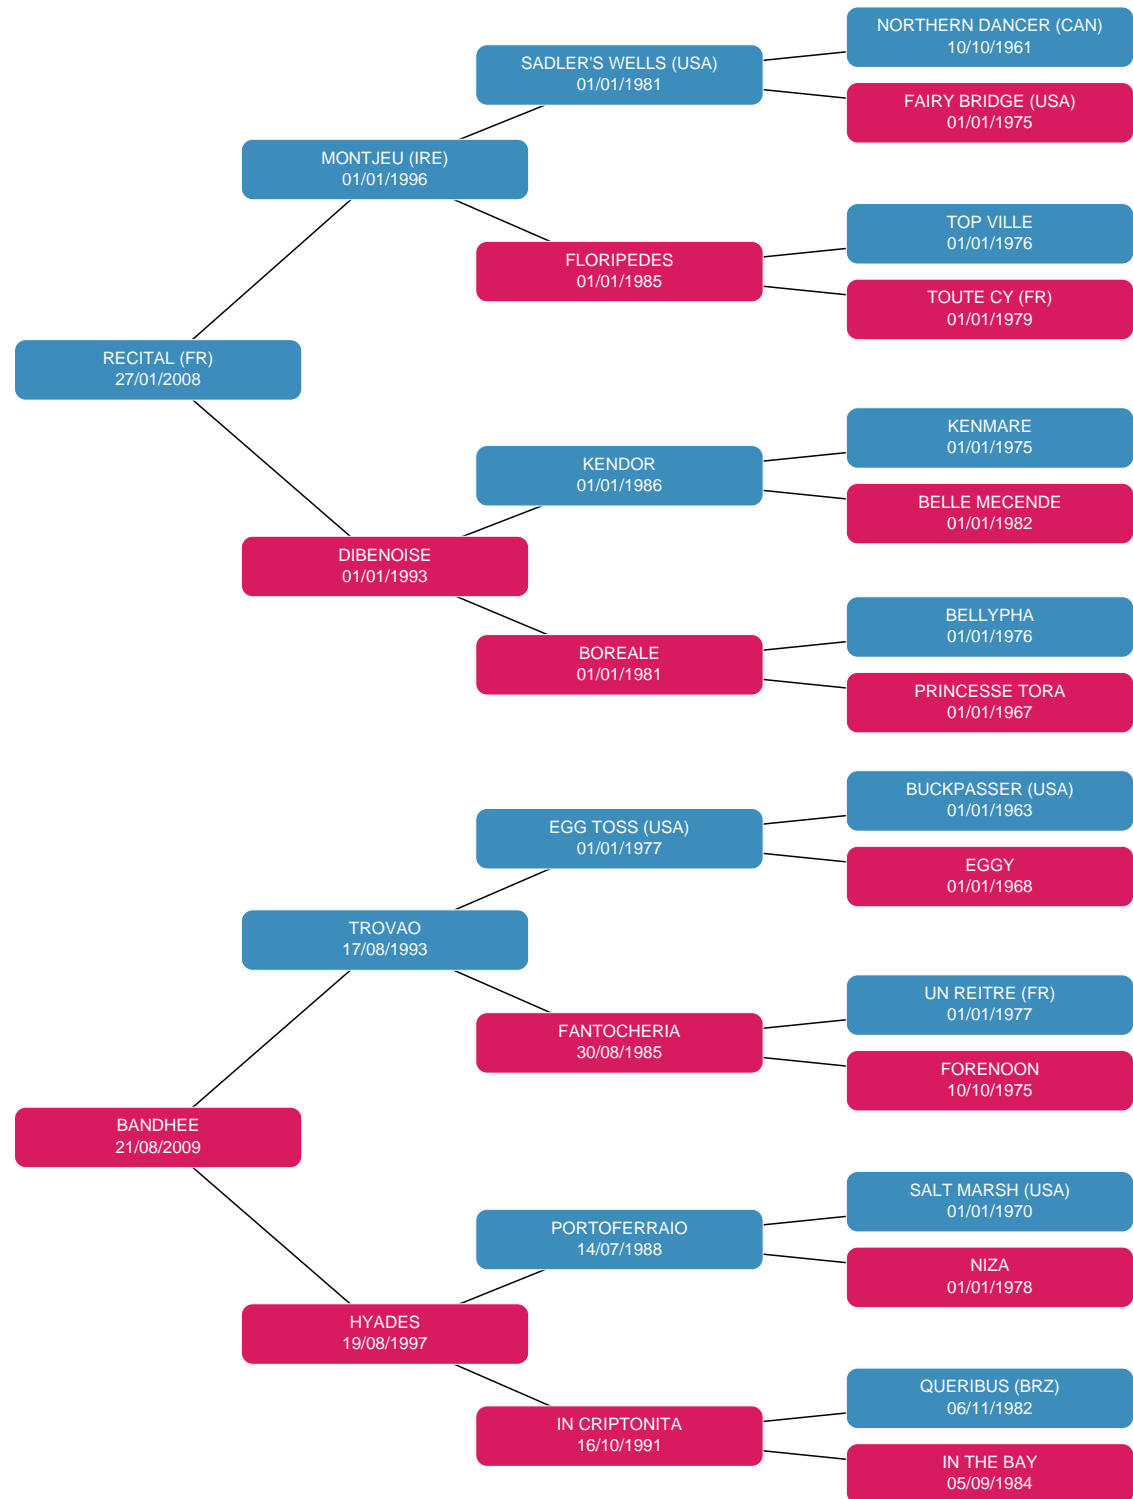 NORTHERN DANCER (CAN)
10/10/1961
SADLER'S WELLS (USA)
01/01/1981
FAIRY BRIDGE (USA)
01/01/1975
MONTJEU (IRE)
01/01/1996
TOP VILLE
01/01/1976
FLORIPEDES
01/01/1985
TOUTE CY (FR)
01/01/1979
RECITAL (FR)
27/01/2008
KENMARE
01/01/1975
KENDOR
01/01/1986
BELLE MECENDE
01/01/1982
DIBENOISE
01/01/1993
BELLYPHA
01/01/1976
BOREALE
01/01/1981
PRINCESSE TORA
01/01/1967
BUCKPASSER (USA)
01/01/1963
EGG TOSS (USA)
01/01/1977
EGGY
01/01/1968
TROVAO
17/08/1993
UN REITRE (FR)
01/01/1977
FANTOCHERIA
30/08/1985
FORENOON
10/10/1975
BANDHEE
21/08/2009
SALT MARSH (USA)
01/01/1970
PORTOFERRAIO
14/07/1988
NIZA
01/01/1978
HYADES
19/08/1997
QUERIBUS (BRZ)
06/11/1982
IN CRIPTONITA
16/10/1991
IN THE BAY
05/09/1984